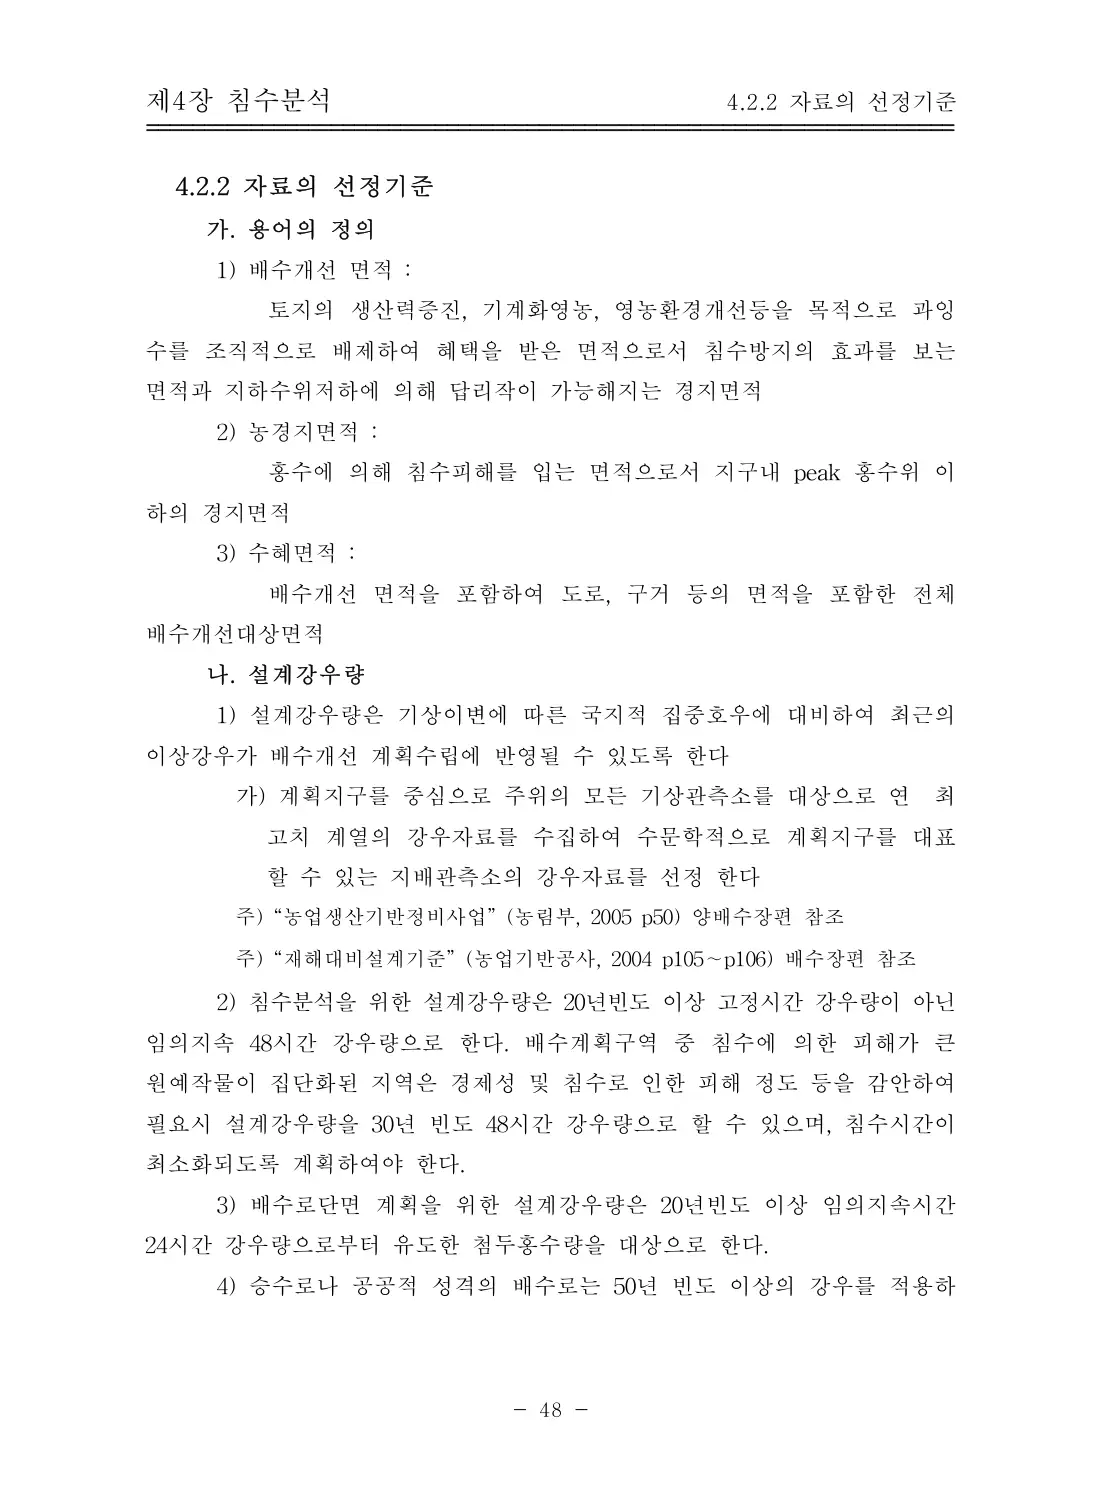 제4장 침수분석 4.2.2 자료의 선정기준
4.2.2 자료의 선정기준
가. 용어의 정의
1) 배수개선 면적 :
토지의 생산력증진, 기계화영농, 영농환경개선등을 목적으로 과잉
수를 조직적으로 배제하여 혜택을 받은 면적으로서 침수방지의 효과를 보는
면적과 지하수위저하에 의해 답리작이 가능해지는 경지면적
2) 농경지면적 :
홍수에 의해 침수피해를 입는 면적으로서 지구내 peak 홍수위 이
하의 경지면적
3) 수혜면적 :
배수개선 면적을 포함하여 도로, 구거 등의 면적을 포함한 전체
배수개선대상면적
나. 설계강우량
1) 설계강우량은 기상이변에 따른 국지적 집중호우에 대비하여 최근의
이상강우가 배수개선 계획수립에 반영될 수 있도록 한다
가) 계획지구를 중심으로 주위의 모든 기상관측소를 대상으로 연 최
고치 계열의 강우자료를 수집하여 수문학적으로 계획지구를 대표
할 수 있는 지배관측소의 강우자료를 선정 한다
주) “농업생산기반정비사업” (농림부, 2005 p50) 양배수장편 참조
주) “재해대비설계기준” (농업기반공사, 2004 p105～p106) 배수장편 참조
2) 침수분석을 위한 설계강우량은 20년빈도 이상 고정시간 강우량이 아닌
임의지속 48시간 강우량으로 한다. 배수계획구역 중 침수에 의한 피해가 큰
원예작물이 집단화된 지역은 경제성 및 침수로 인한 피해 정도 등을 감안하여
필요시 설계강우량을 30년 빈도 48시간 강우량으로 할 수 있으며, 침수시간이
최소화되도록 계획하여야 한다.
3) 배수로단면 계획을 위한 설계강우량은 20년빈도 이상 임의지속시간
24시간 강우량으로부터 유도한 첨두홍수량을 대상으로 한다.
4) 승수로나 공공적 성격의 배수로는 50년 빈도 이상의 강우를 적용하
- 48 -